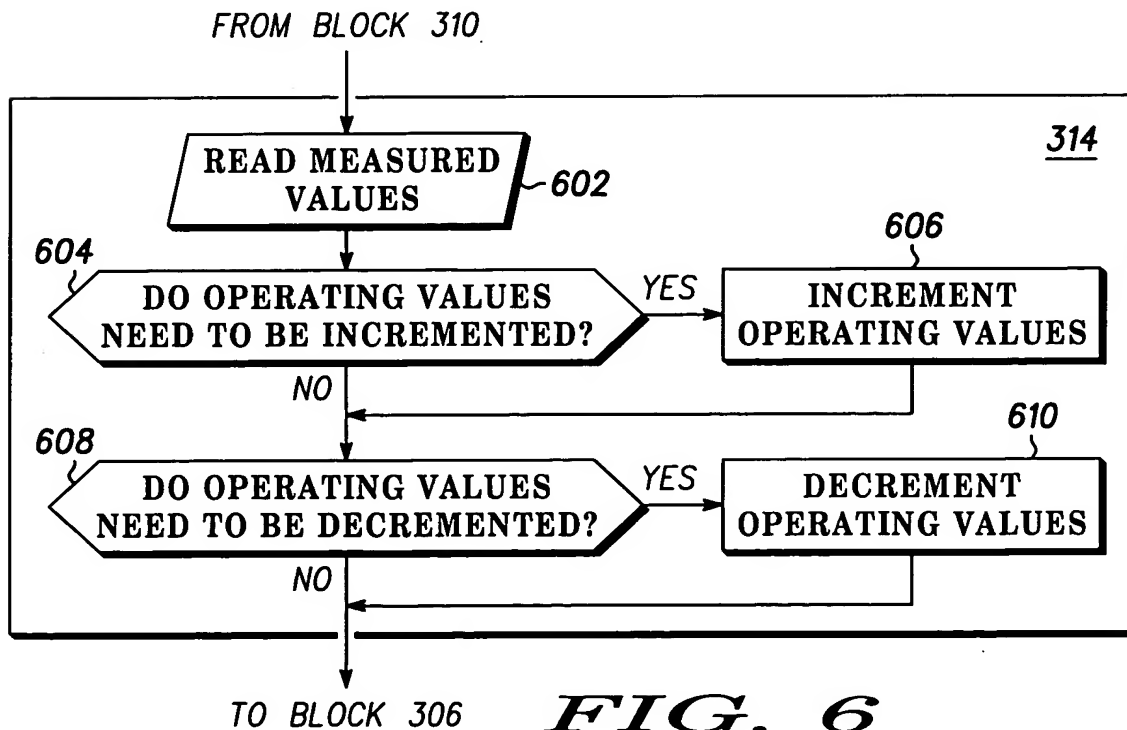 FROM BLOCK 310
314
READ MEASURED
VALUES
602
604
DO OPERATING VALUES
NEED TO BE INCREMENTED?
YES
606
INCREMENT
OPERATING VALUES
NO
608
DO OPERATING VALUES
NEED TO BE DECREMENTED?
YES
610
DECREMENT
OPERATING VALUES
NO
TO BLOCK 306
FIG. 6